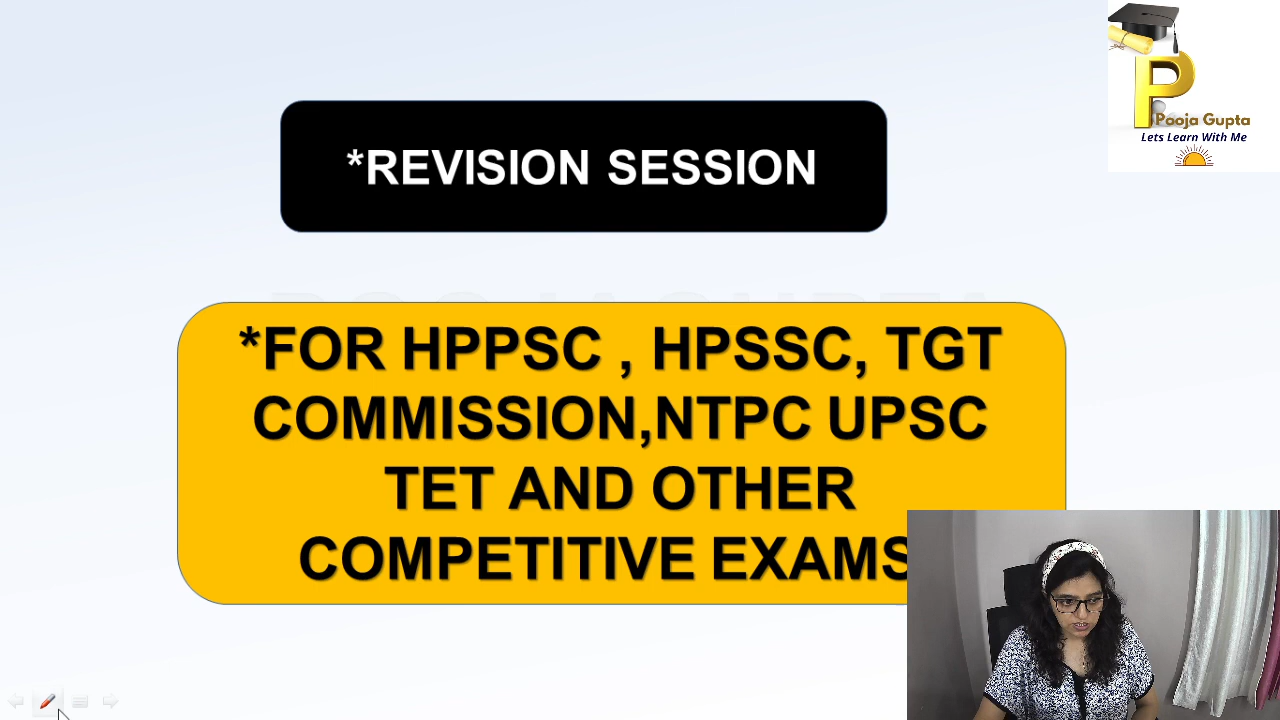 *REVISION SESSION
P
Pooja Gupta
Lets Learn With Me
*FOR HPPSC , HPSSC, TGT
COMMISSION,NTPC UPSC
TET AND OTHER
COMPETITIVE EXAMS